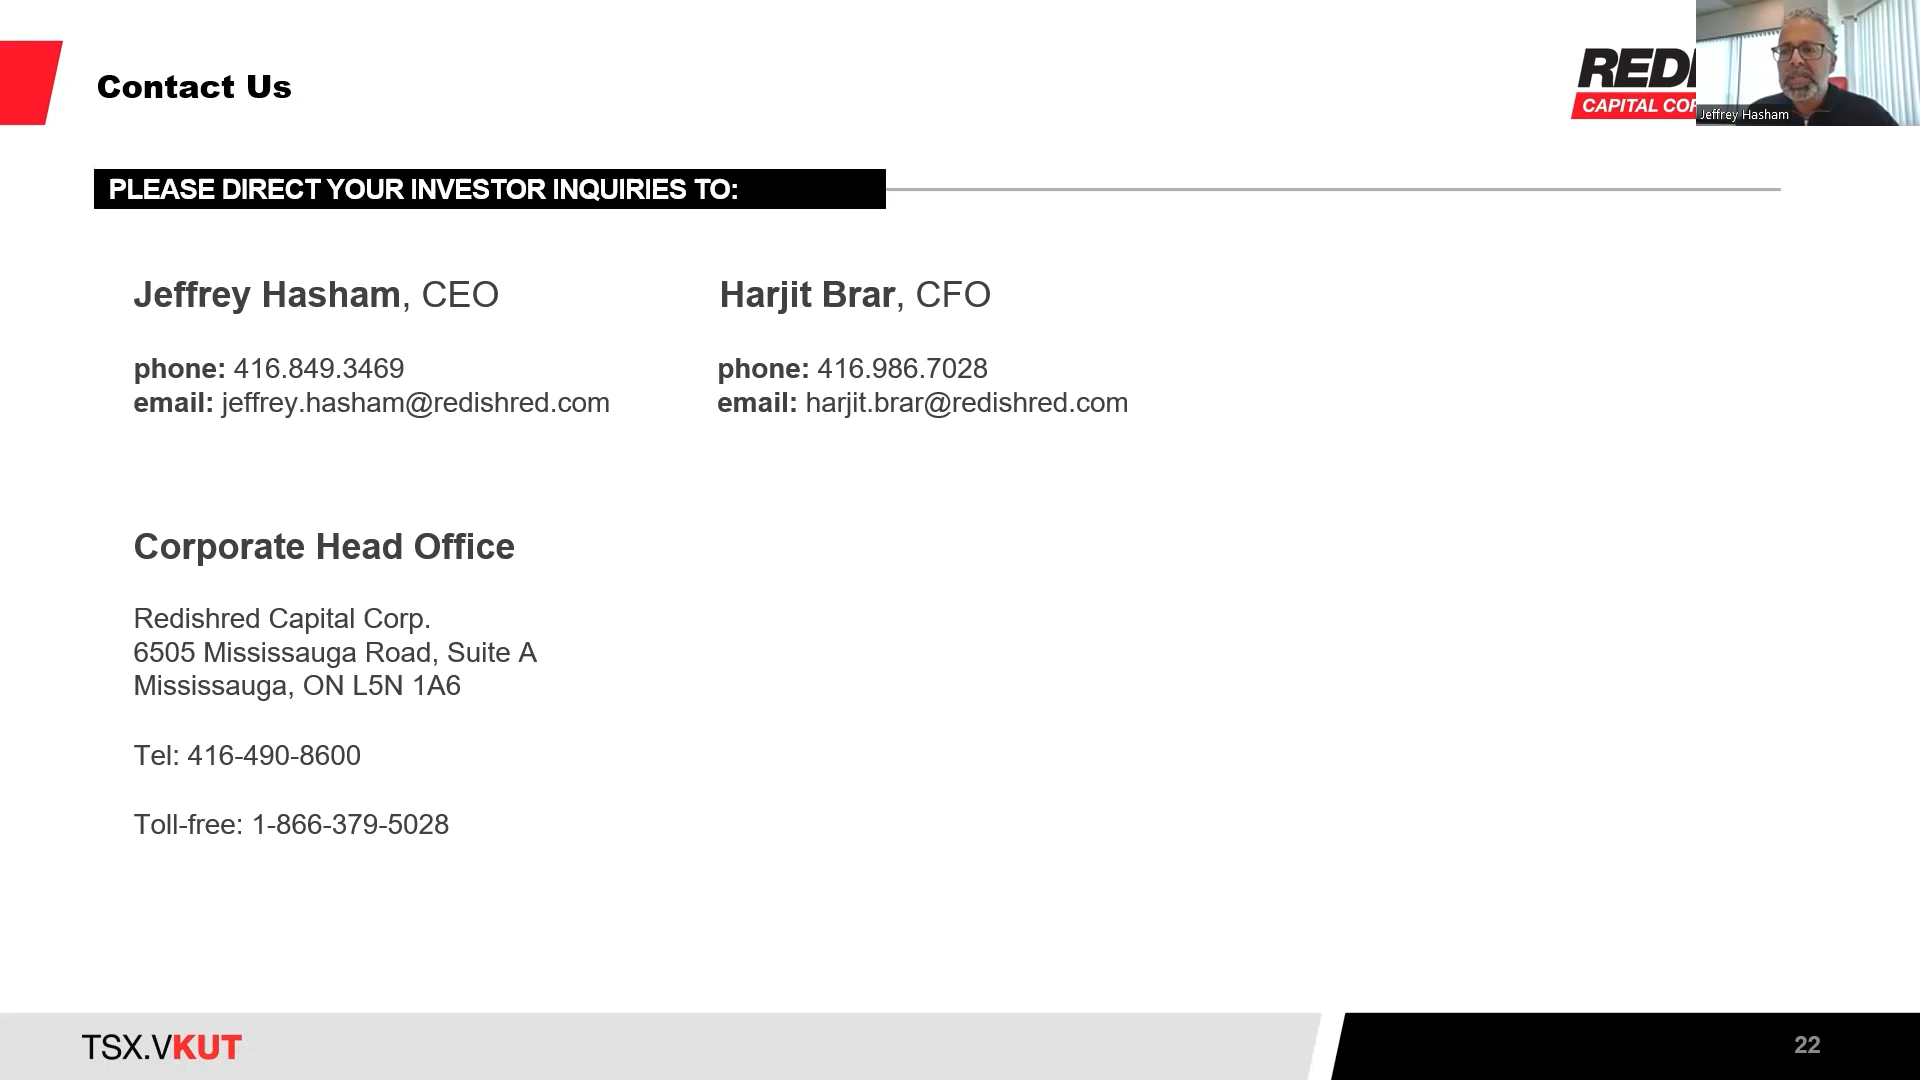 Contact Us
CAPITAL
Jeffrey Hasham
PLEASE DIRECT YOUR INVESTOR INQUIRIES TO:
Jeffrey Hasham, CEO
phone: 416.849.3469
email: jeffrey.hasham@redishred.com
Harjit Brar, CFO
phone: 416.986.7028
email: harjit.brar@redishred.com
Corporate Head Office
Redishred Capital Corp.
6505 Mississauga Road, Suite A
Mississauga, ON L5N 1A6
Tel: 416-490-8600
Toll-free: 1-866-379-5028
TSX.VKUT
22